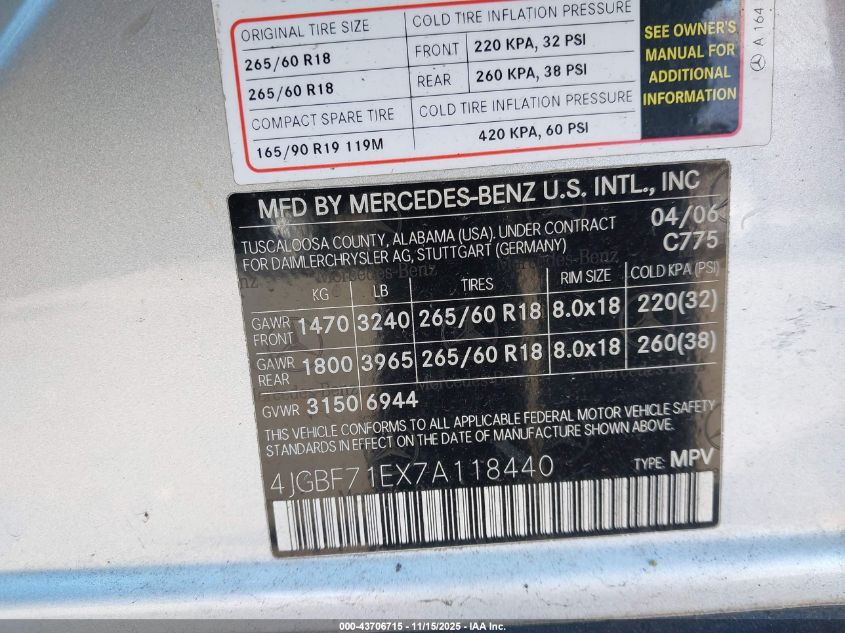 ORIGINAL TIRE SIZE COLD TIRE INFLATION PRESSURE
265/60 R18 FRONT 220 KPA, 32 PSI
265/60 R18 REAR 260 KPA, 38 PSI
COMPACT SPARE TIRE COLD TIRE INFLATION PRESSURE
165/90 R19 119M 420 KPA, 60 PSI
SEE OWNER'S
MANUAL FOR
ADDITIONAL
INFORMATION
A 164
MFD BY MERCEDES-BENZ U.S. INTL., INC
TUSCALOOSA COUNTY, ALABAMA (USA). UNDER CONTRACT 04/06
FOR DAIMLERCHRYSLER AG, STUTTGART (GERMANY) C775
Mercedes-Benz
KG LB TIRES RIM SIZE COLD KPA (PSI)
GAWR FRONT 1470 3240 265/60 R18 8.0x18 220(32)
GAWR REAR 1800 3965 265/60 R18 8.0x18 260(38)
GVWR 3150 6944
THIS VEHICLE CONFORMS TO ALL APPLICABLE FEDERAL MOTOR VEHICLE SAFETY
STANDARDS IN EFFECT ON THE DATE OF MANUFACTURE SHOWN ABOVE.
4JGBF71EX7A118440 TYPE: MPV
000-43706715 - 11/15/2025 - IAA Inc.